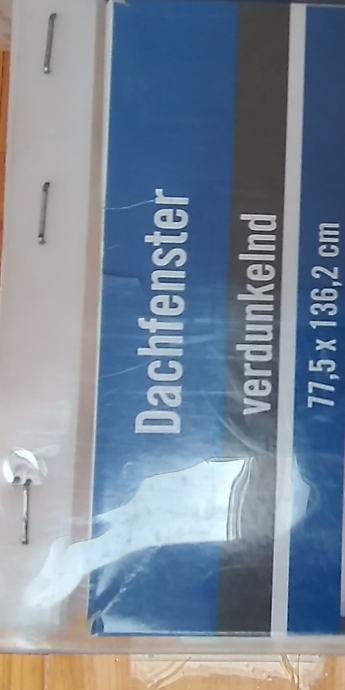 Dachfenster
verdunkelnd
77,5 x 136,2 cm